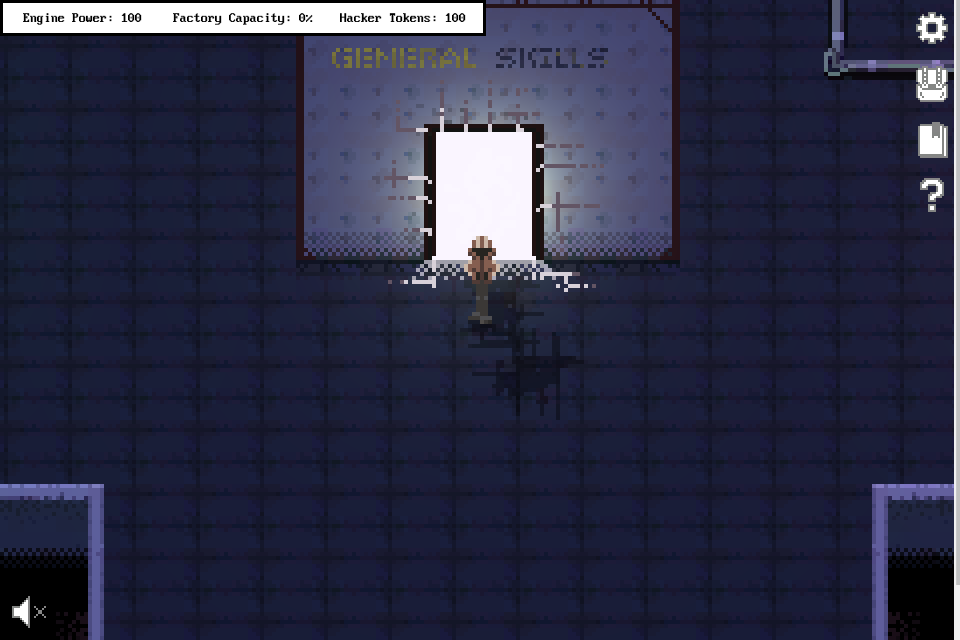 Engine Power: 100 Factory Capacity: 0% Hacker Tokens: 100
GENERAL SKILLS
?